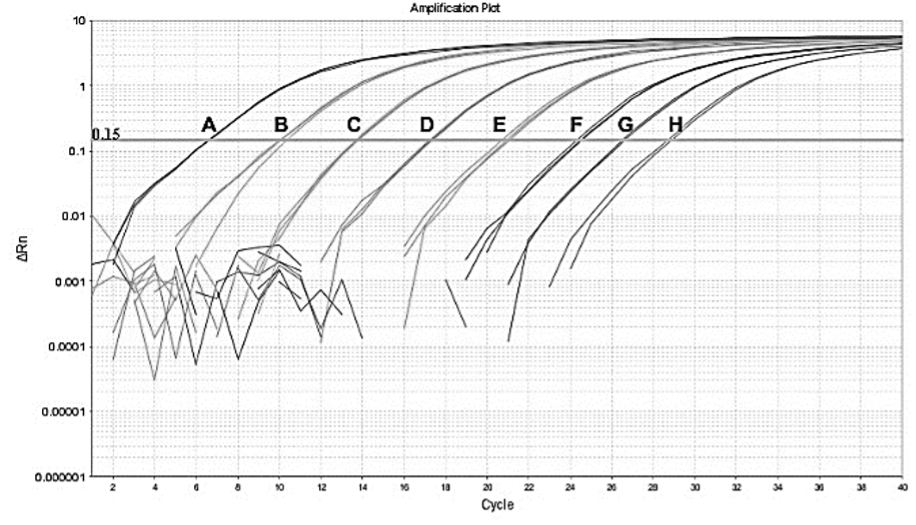 Amplification Plot
10
1
A B C D E F G H
0.15
0.1
0.01
0.001
0.0001
0.00001
0.000001
ΔRn
2 4 6 8 10 12 14 16 18 20 22 24 26 28 30 32 34 36 38 40
Cycle